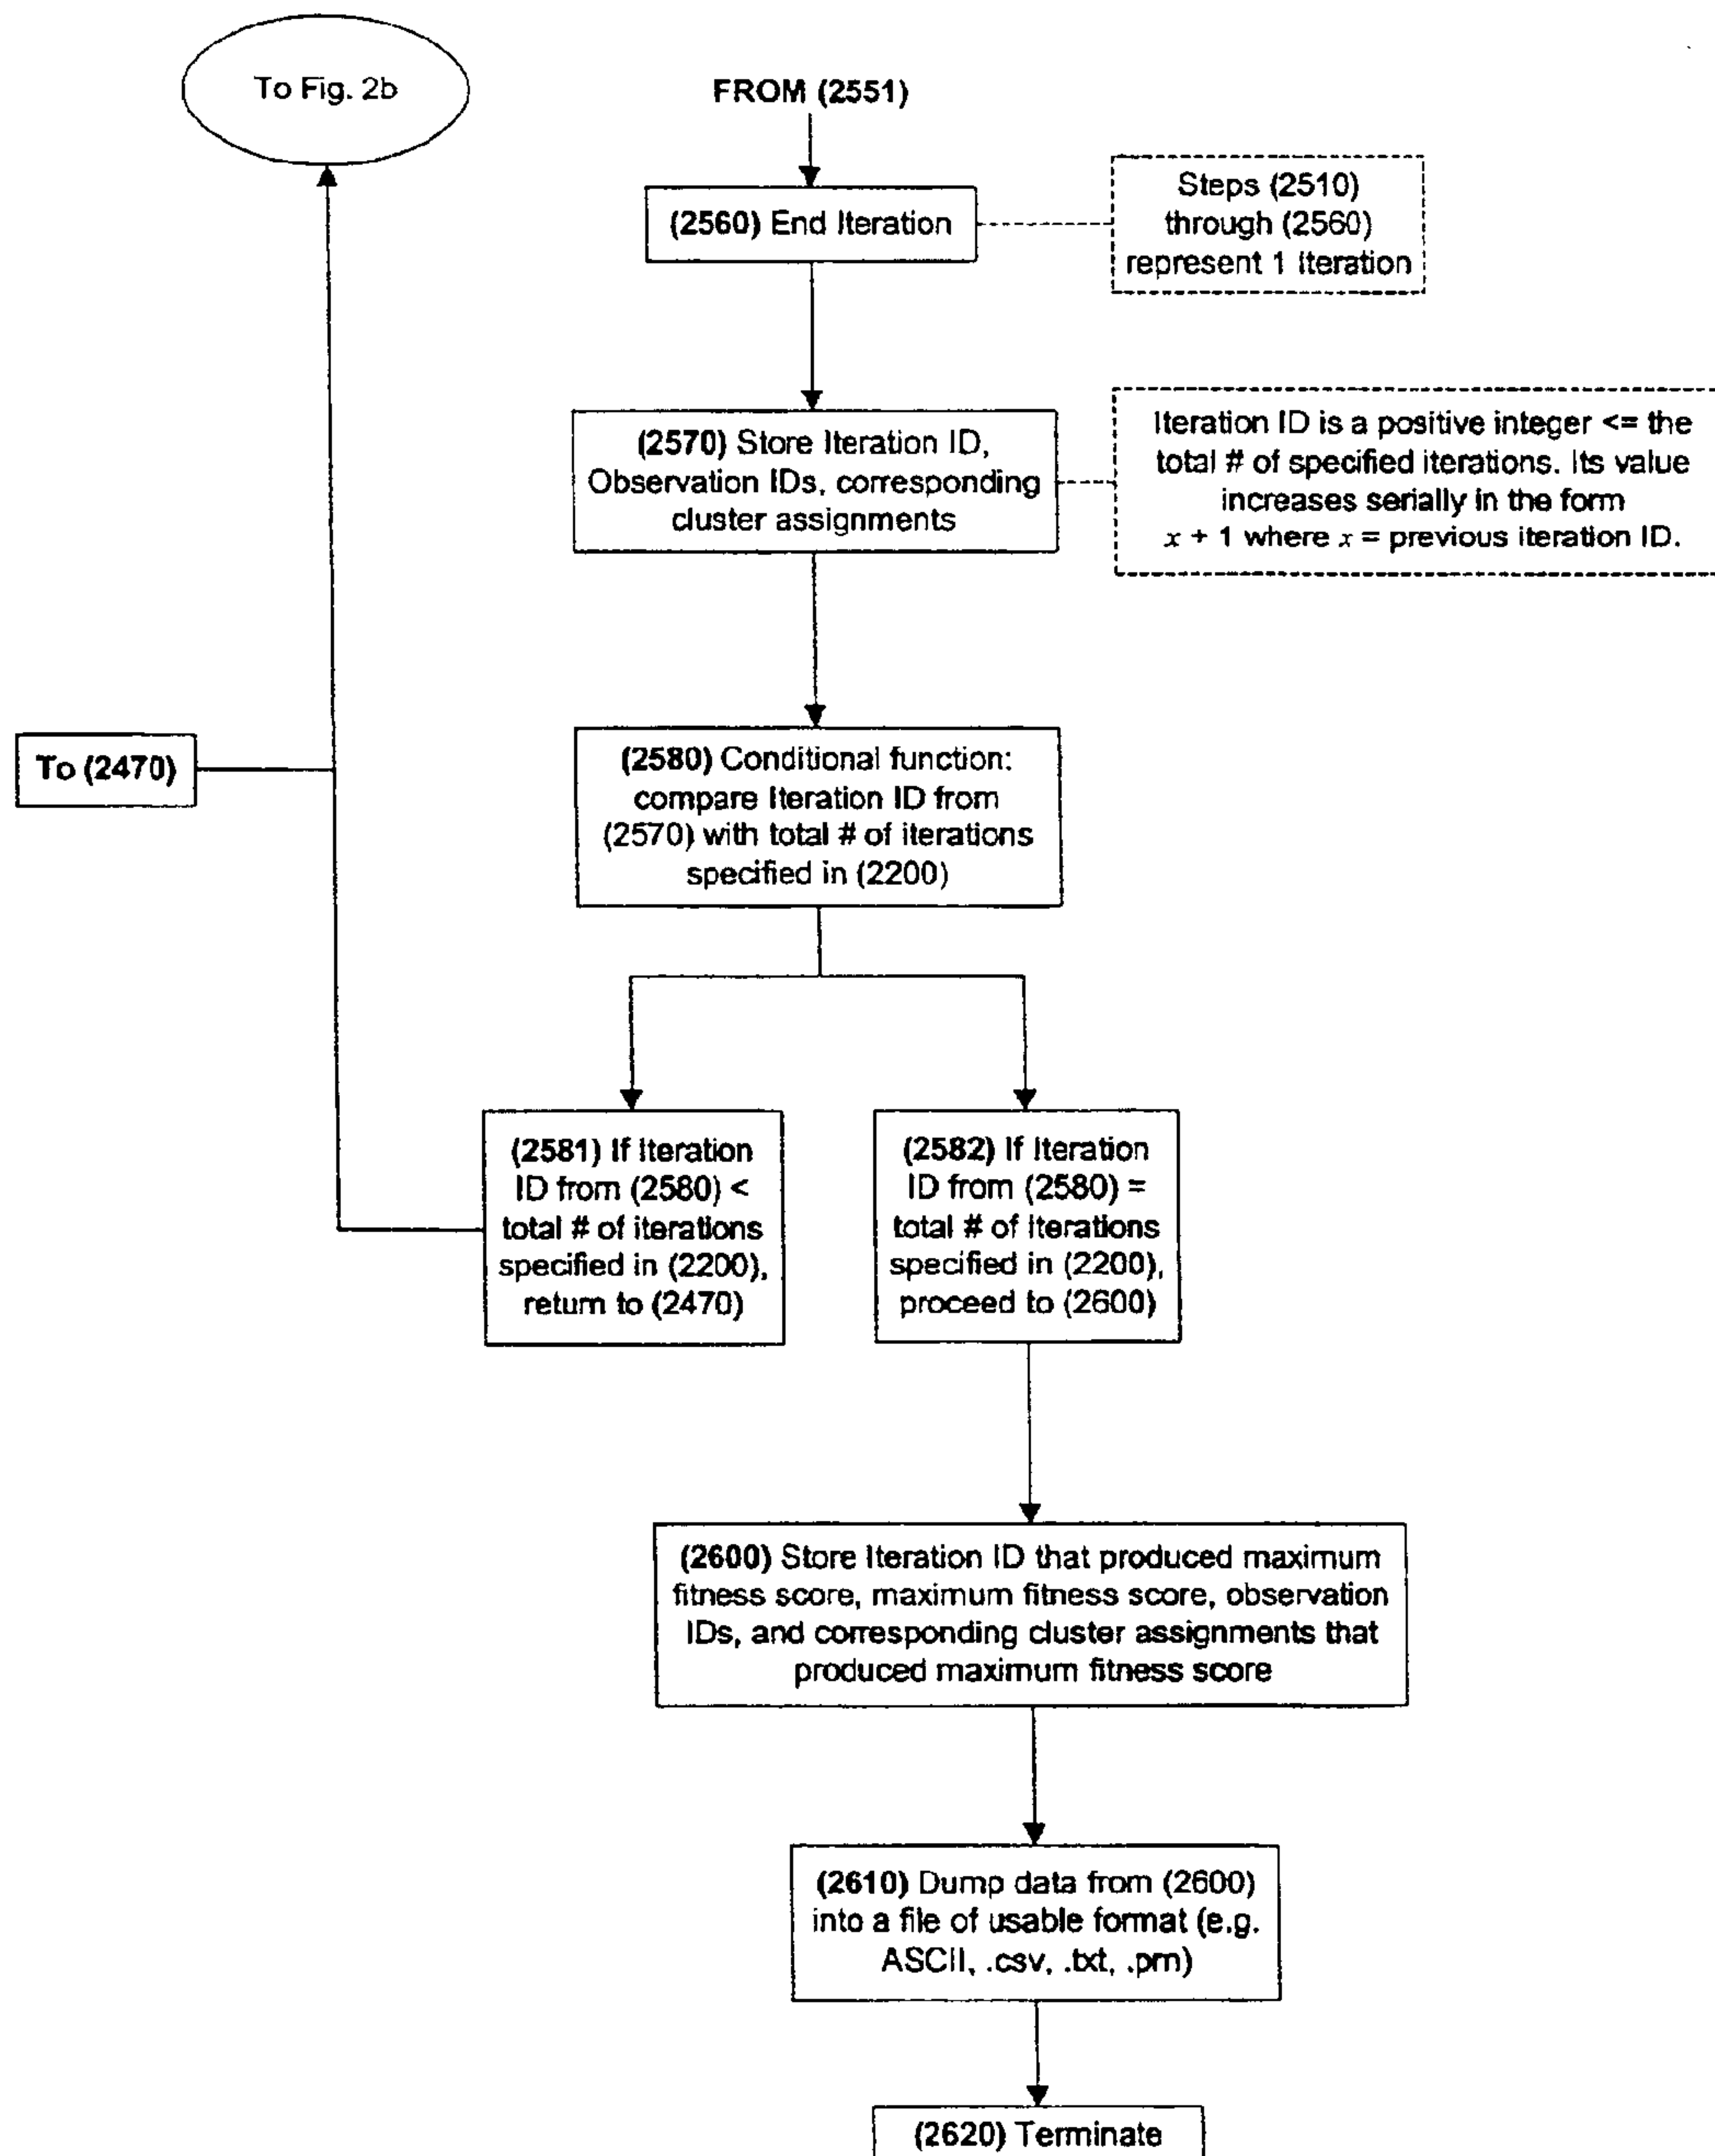 To Fig. 2b
FROM (2551)
(2560) End Iteration
Steps (2510)
through (2560)
represent 1 Iteration
(2570) Store Iteration ID,
Observation IDs, corresponding
cluster assignments
Iteration ID is a positive integer <= the
total # of specified iterations. Its value
increases serially in the form
x + 1 where x = previous iteration ID.
To (2470)
(2580) Conditional function:
compare Iteration ID from
(2570) with total # of iterations
specified in (2200)
(2581) If Iteration
ID from (2580) <
total # of iterations
specified in (2200),
return to (2470)
(2582) If Iteration
ID from (2580) =
total # of iterations
specified in (2200),
proceed to (2600)
(2600) Store Iteration ID that produced maximum
fitness score, maximum fitness score, observation
IDs, and corresponding cluster assignments that
produced maximum fitness score
(2610) Dump data from (2600)
into a file of usable format (e.g.
ASCII, .csv, .txt, .prn)
(2620) Terminate